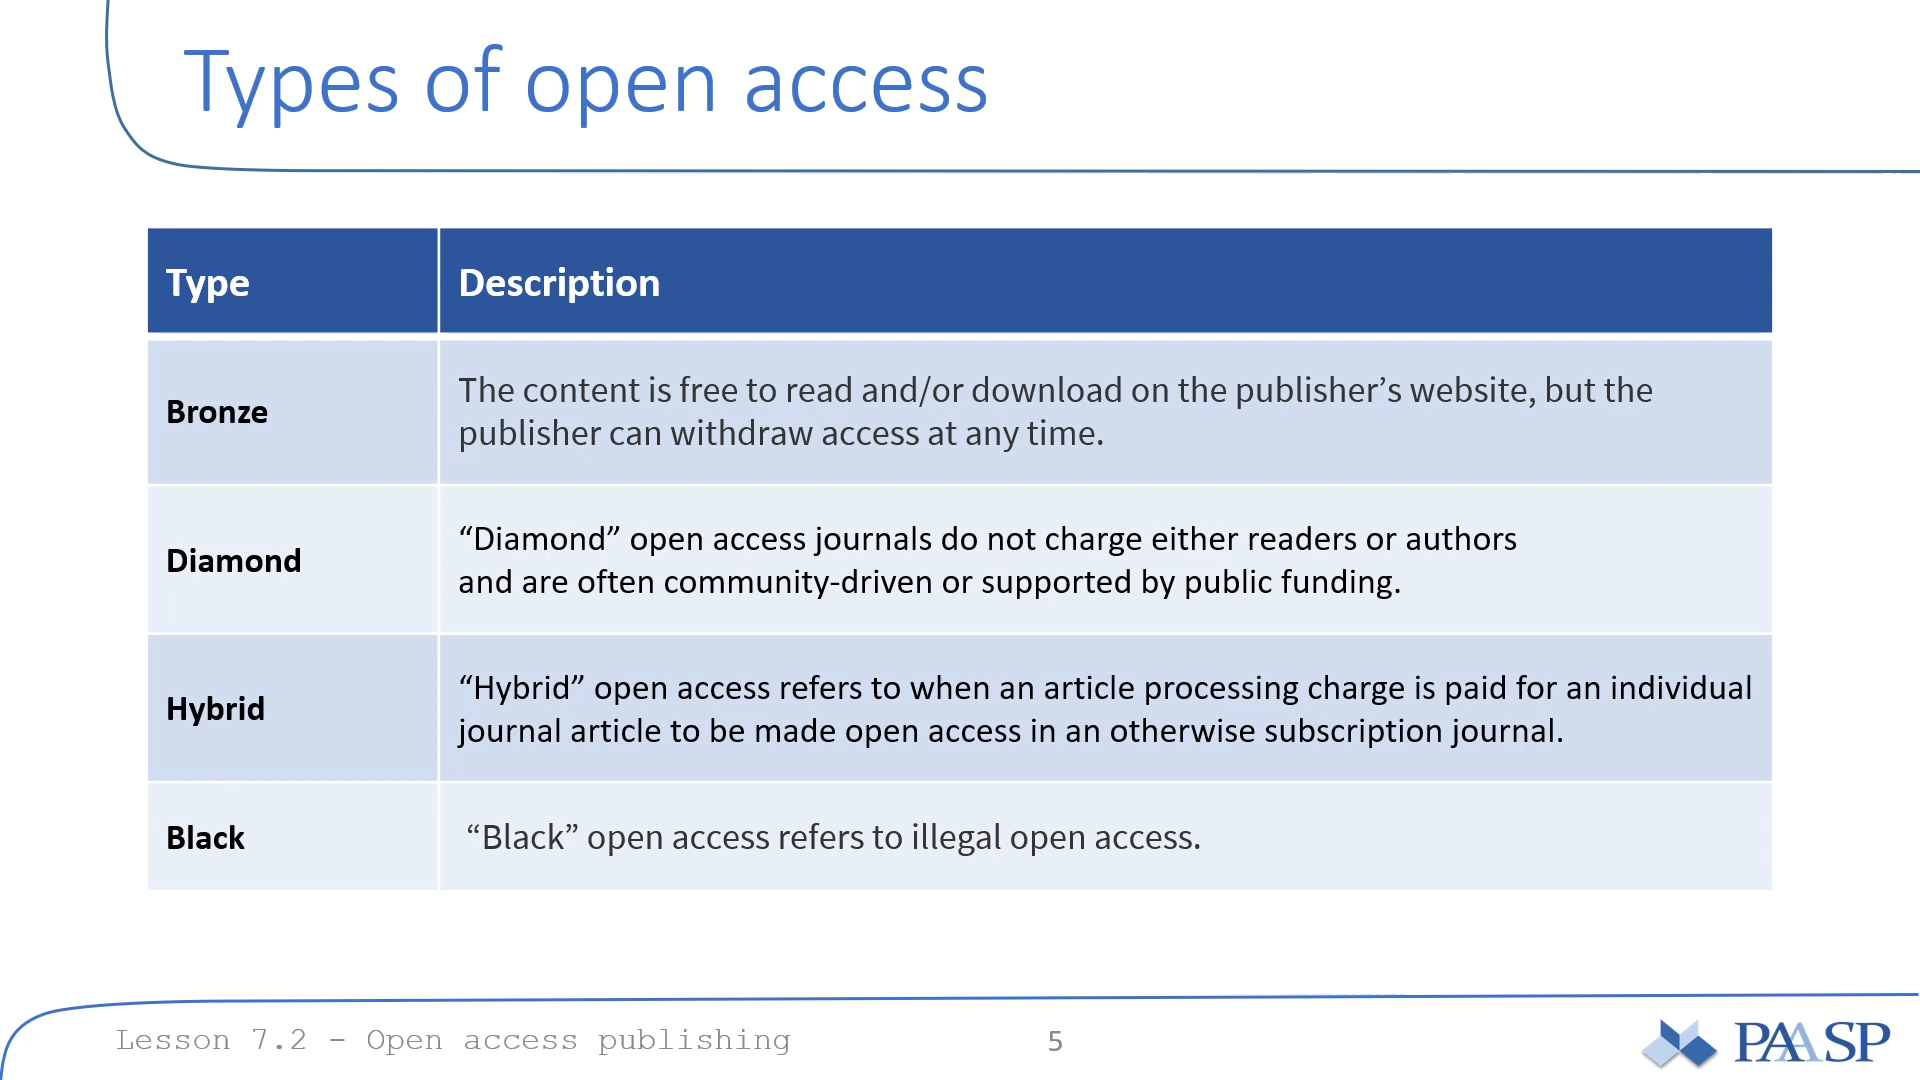 Types of open access
Type
Description
Bronze
The content is free to read and/or download on the publisher’s website, but the
publisher can withdraw access at any time.
Diamond
“Diamond” open access journals do not charge either readers or authors
and are often community-driven or supported by public funding.
Hybrid
“Hybrid” open access refers to when an article processing charge is paid for an individual
journal article to be made open access in an otherwise subscription journal.
Black
“Black” open access refers to illegal open access.
Lesson 7.2 - Open access publishing
5
PAASP